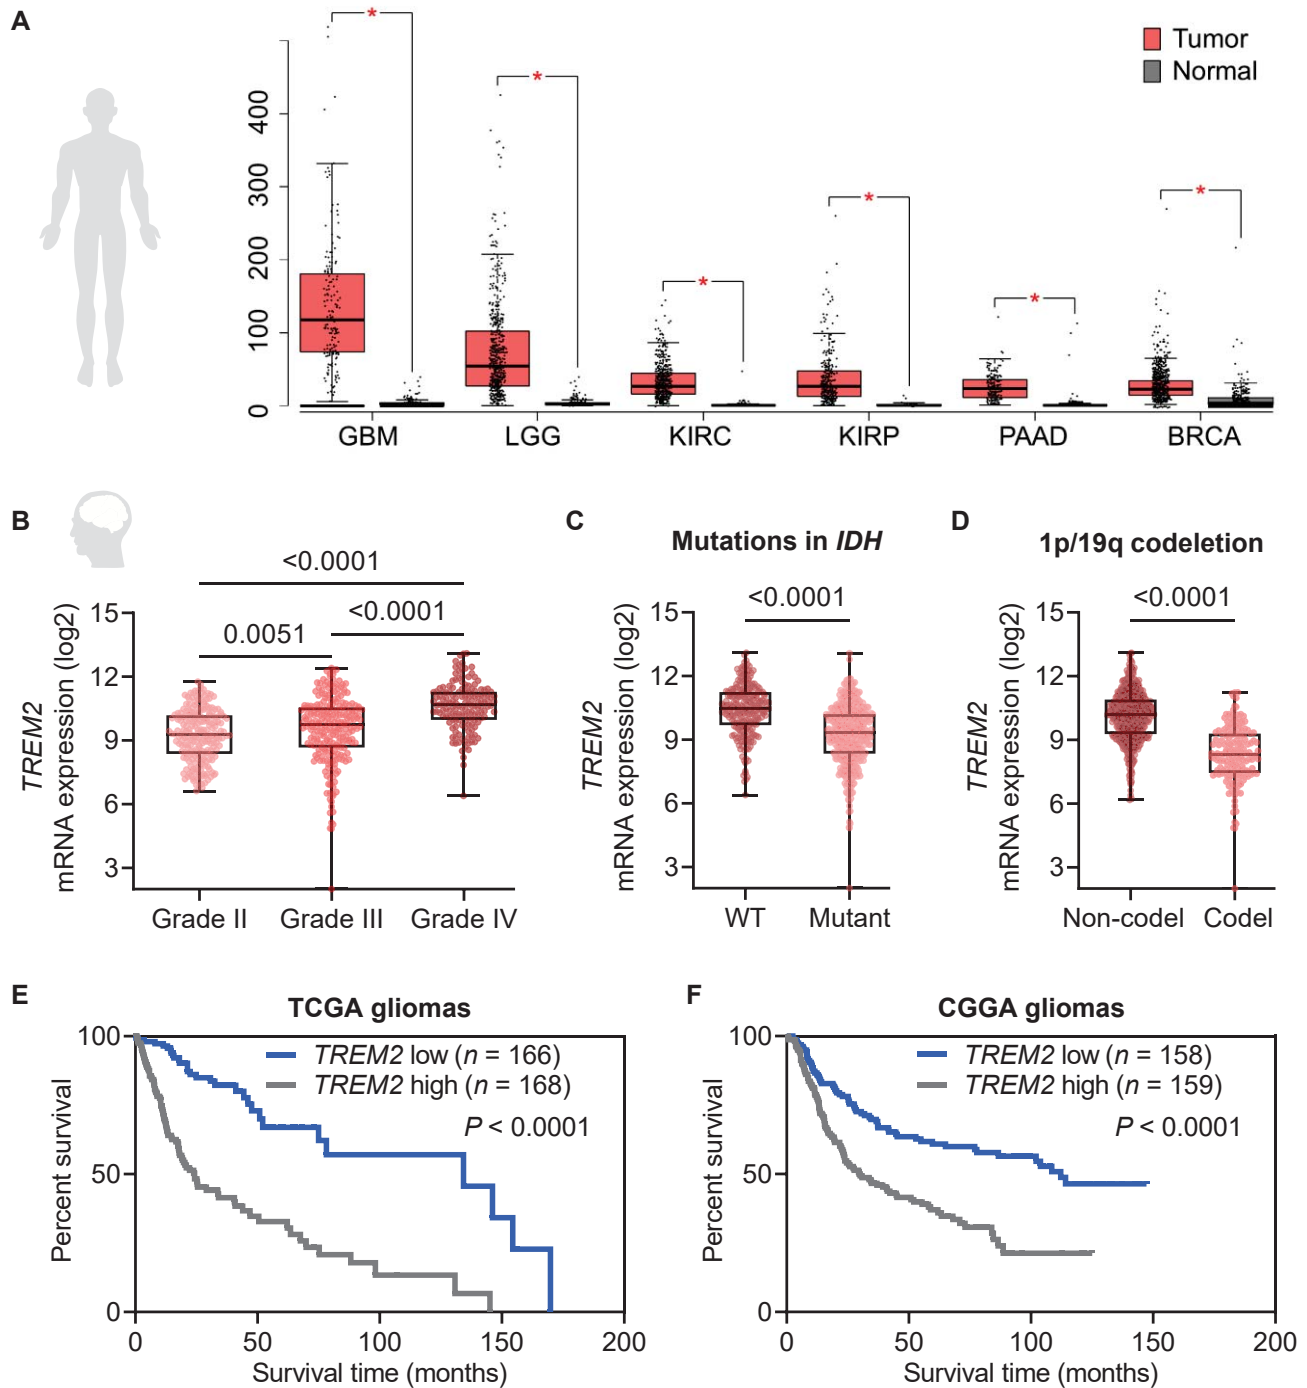 A
Tumor
Normal
* * * * * *
400
300
200
100
0
GBM LGG KIRC KIRP PAAD BRCA
B
<0.0001
0.0051
<0.0001
TREM2
mRNA expression (log2)
15
12
9
6
3
Grade II Grade III Grade IV
C
Mutations in IDH
<0.0001
TREM2
mRNA expression (log2)
15
12
9
6
3
WT Mutant
D
1p/19q codeletion
<0.0001
TREM2
mRNA expression (log2)
15
12
9
6
3
Non-codel Codel
E
TCGA gliomas
TREM2 low (n = 166)
TREM2 high (n = 168)
P < 0.0001
Percent survival
100
50
0
0 50 100 150 200
Survival time (months)
F
CGGA gliomas
TREM2 low (n = 158)
TREM2 high (n = 159)
P < 0.0001
Percent survival
100
50
0
0 50 100 150 200
Survival time (months)